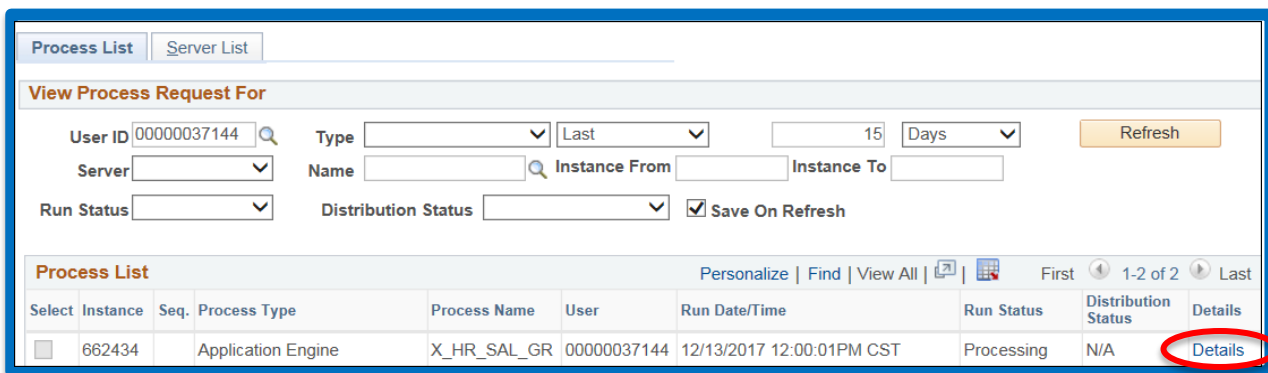 Process List Server List
View Process Request For
User ID 00000037144 Type Last 15 Days Refresh
Server Name Instance From Instance To
Run Status Distribution Status Save On Refresh
Process List Personalize | Find | View All | | First 1-2 of 2 Last
Select Instance Seq. Process Type Process Name User Run Date/Time Run Status Distribution Status Details
662434 Application Engine X_HR_SAL_GR 00000037144 12/13/2017 12:00:01PM CST Processing N/A Details